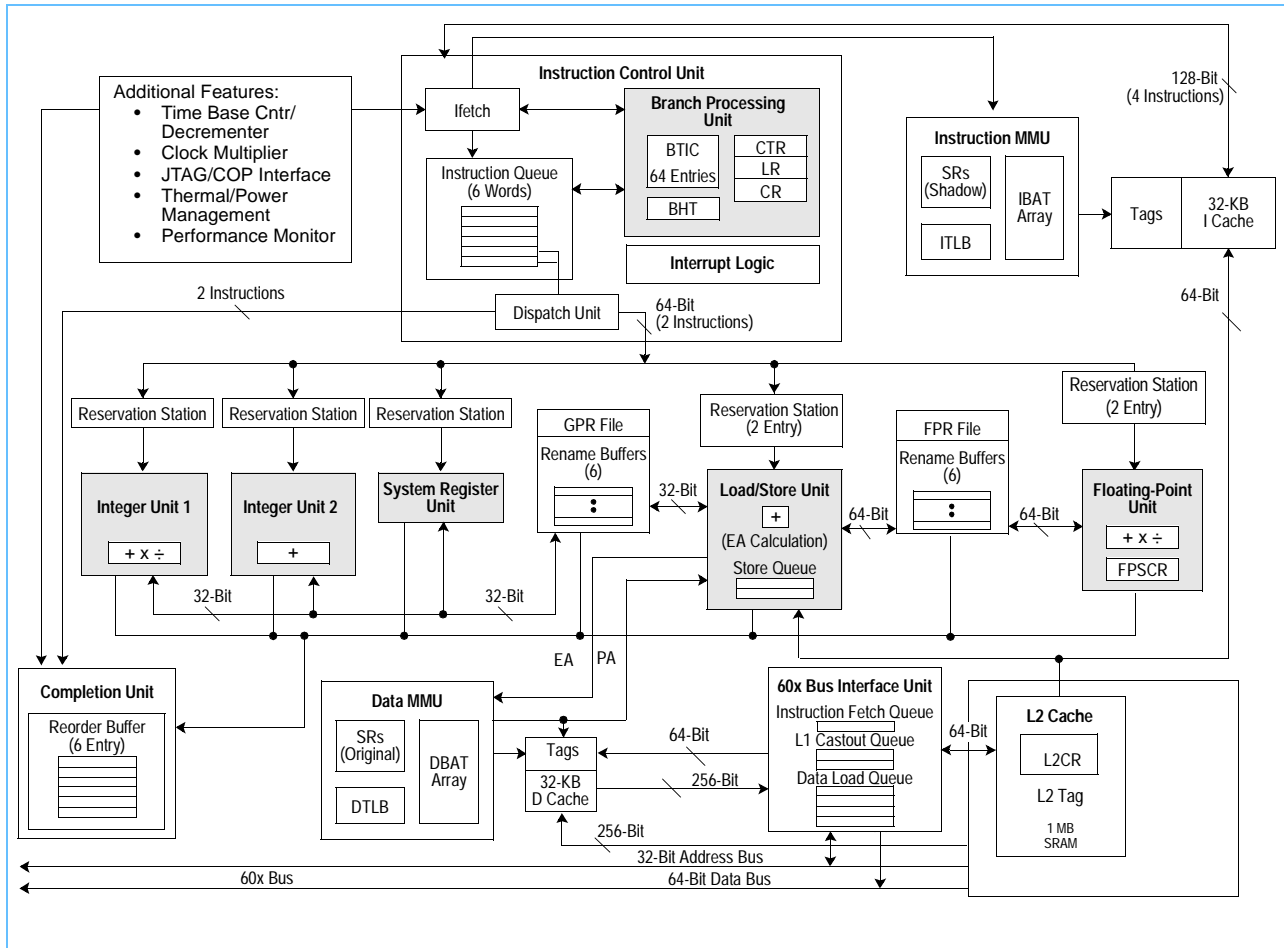 Additional Features:
• Time Base Cntr/
Decrementer
• Clock Multiplier
• JTAG/COP Interface
• Thermal/Power
Management
• Performance Monitor
Instruction Control Unit
Ifetch
Instruction Queue
(6 Words)
Branch Processing
Unit
BTIC
64 Entries
CTR
LR
CR
BHT
Interrupt Logic
Dispatch Unit
64-Bit
(2 Instructions)
2 Instructions
128-Bit
(4 Instructions)
Instruction MMU
SRs
(Shadow)
IBAT
Array
ITLB
Tags
32-KB
I Cache
64-Bit
Reservation Station
Reservation Station
Reservation Station
Reservation Station
(2 Entry)
Reservation Station
(2 Entry)
Integer Unit 1
+ x ÷
Integer Unit 2
+
System Register
Unit
32-Bit
32-Bit
GPR File
Rename Buffers
(6)
32-Bit
Load/Store Unit
+
(EA Calculation)
Store Queue
64-Bit
FPR File
Rename Buffers
(6)
64-Bit
Floating-Point
Unit
+ x ÷
FPSCR
EA
PA
Completion Unit
Reorder Buffer
(6 Entry)
Data MMU
SRs
(Original)
DBAT
Array
DTLB
Tags
32-KB
D Cache
64-Bit
256-Bit
256-Bit
60x Bus Interface Unit
Instruction Fetch Queue
L1 Castout Queue
Data Load Queue
64-Bit
L2 Cache
L2CR
L2 Tag
1 MB
SRAM
32-Bit Address Bus
60x Bus
64-Bit Data Bus